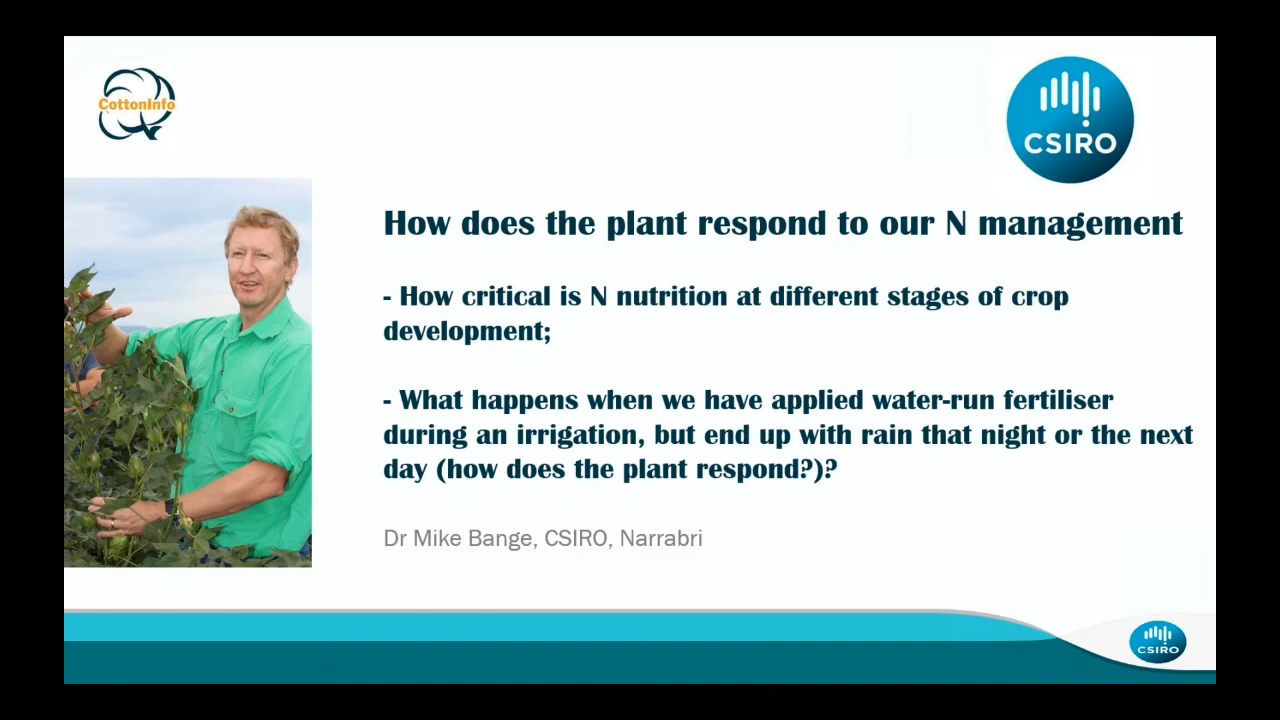 CottonInfo
CSIRO
How does the plant respond to our N management
- How critical is N nutrition at different stages of crop
development;
- What happens when we have applied water-run fertiliser
during an irrigation, but end up with rain that night or the next
day (how does the plant respond?)?
Dr Mike Bange, CSIRO, Narrabri
CSIRO